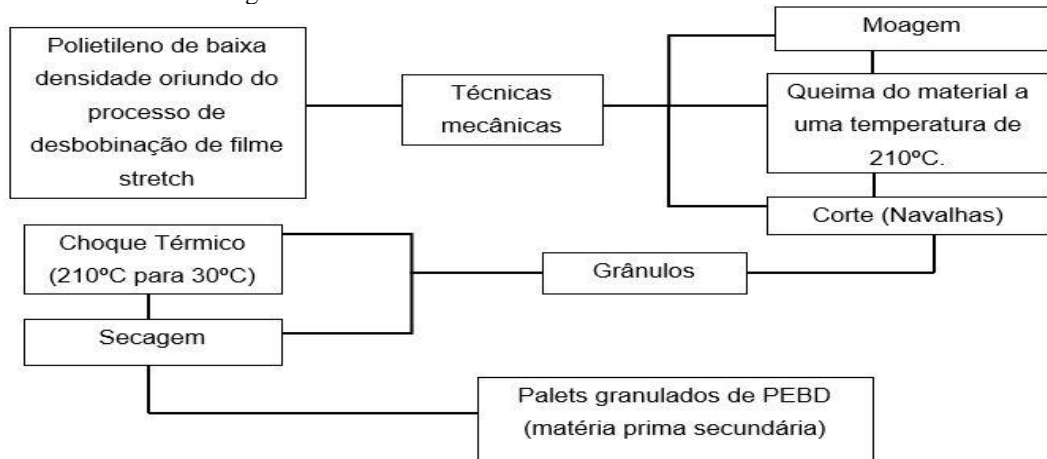 Polietileno de baixa
densidade oriundo do
processo de
desbobinação de filme
stretch
Técnicas
mecânicas
Moagem
Queima do material a
uma temperatura de
210ºC.
Corte (Navalhas)
Grânulos
Choque Térmico
(210ºC para 30ºC)
Secagem
Palets granulados de PEBD
(matéria prima secundária)